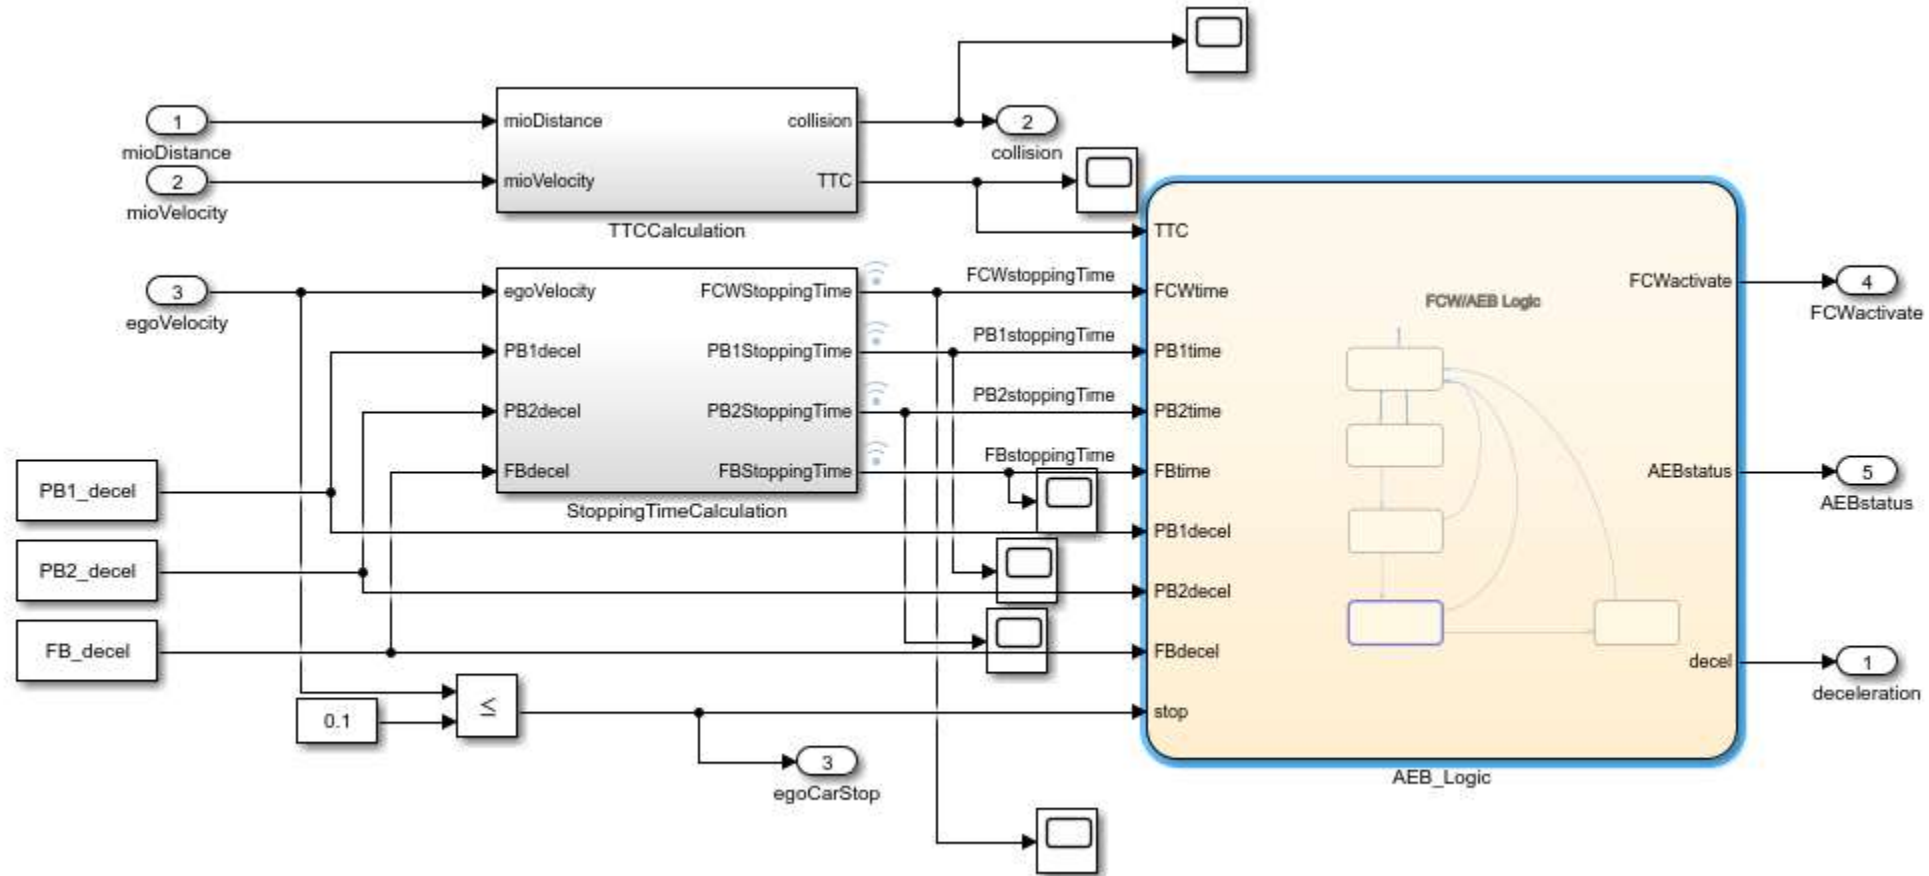 1
mioDistance
2
mioVelocity
mioDistance
mioVelocity
collision
TTC
TTCCalculation
2
collision
3
egoVelocity
egoVelocity
PB1decel
PB2decel
FBdecel
FCWStoppingTime
PB1StoppingTime
PB2StoppingTime
FBStoppingTime
StoppingTimeCalculation
FCWstoppingTime
PB1stoppingTime
PB2stoppingTime
FBstoppingTime
PB1_decel
PB2_decel
FB_decel
0.1
≤
3
egoCarStop
TTC
FCWtime
PB1time
PB2time
FBtime
PB1decel
PB2decel
FBdecel
stop
FCW/AEB Logic
FCWactivate
AEBstatus
decel
AEB_Logic
4
FCWactivate
5
AEBstatus
1
deceleration